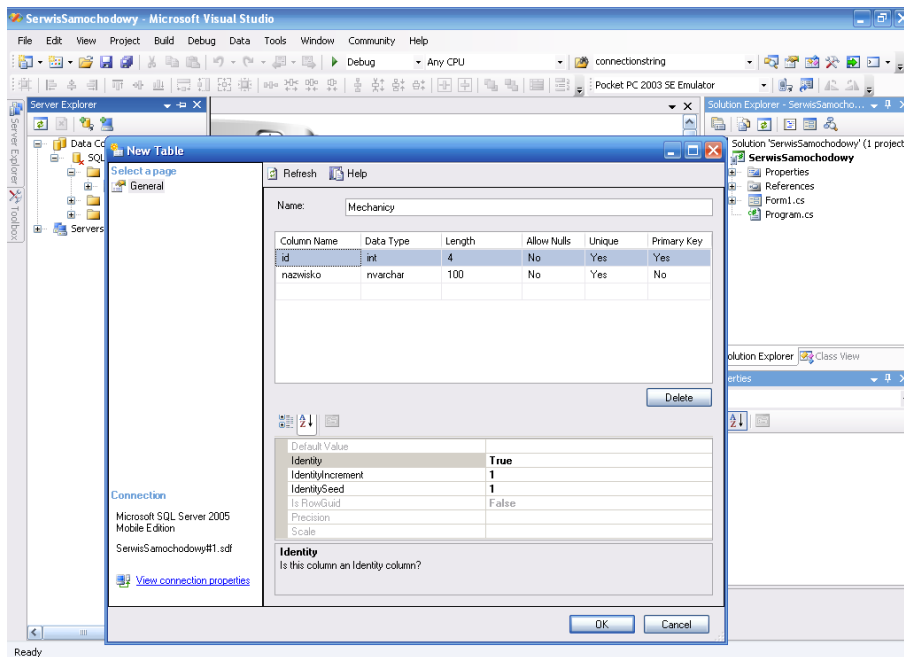 SerwisSamochodowy - Microsoft Visual Studio
File Edit View Project Build Debug Data Tools Window Community Help
Debug Any CPU connectionstring
Pocket PC 2003 SE Emulator
Server Explorer
Solution Explorer - SerwisSamocho...
Server Explorer
Toolbox
Data Co
SQL
Servers
Solution 'SerwisSamochodowy' (1 project
SerwisSamochodowy
Properties
References
Form1.cs
Program.cs
olution Explorer Class View
erties
New Table
Select a page
General
Refresh Help
Name: Mechanicy
Column Name Data Type Length Allow Nulls Unique Primary Key
id int 4 No Yes Yes
nazwisko nvarchar 100 No Yes No
Delete
Default Value
Identity True
IdentityIncrement 1
IdentitySeed 1
Is RowGuid False
Precision
Scale
Identity
Is this column an Identity column?
Connection
Microsoft SQL Server 2005
Mobile Edition
SerwisSamochodowy#1.sdf
View connection properties
OK Cancel
Ready